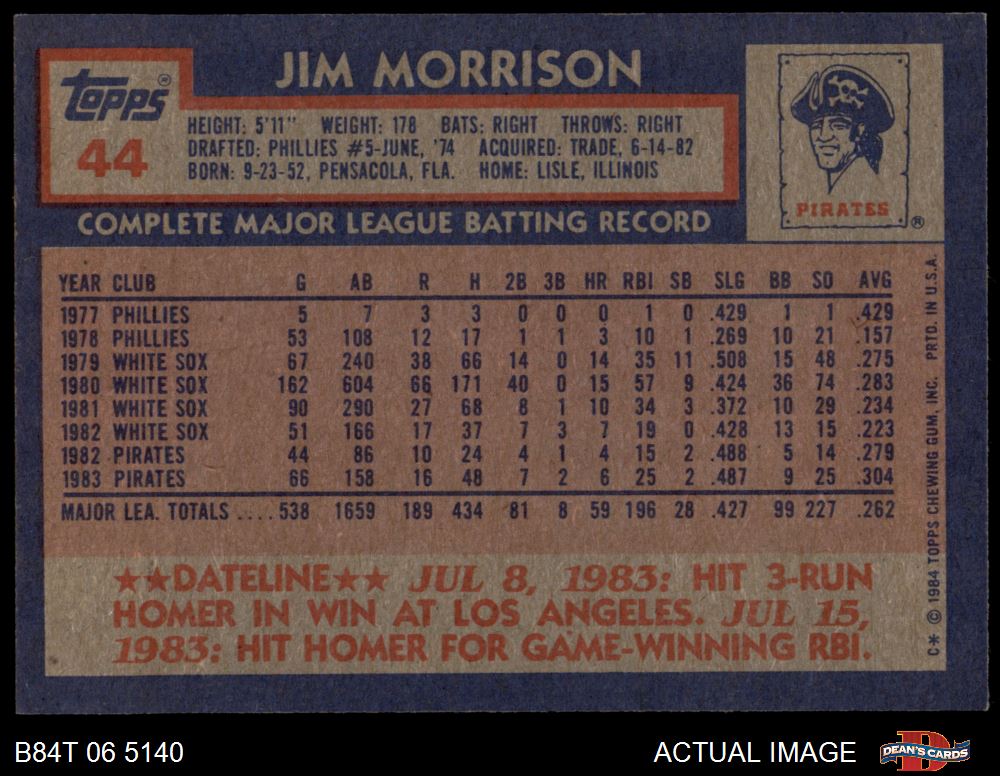 JIM MORRISON
Topps®
44
HEIGHT: 5'11" WEIGHT: 178 BATS: RIGHT THROWS: RIGHT
DRAFTED: PHILLIES #5-JUNE, '74 ACQUIRED: TRADE, 6-14-82
BORN: 9-23-52, PENSACOLA, FLA. HOME: LISLE, ILLINOIS
PIRATES
®
COMPLETE MAJOR LEAGUE BATTING RECORD
YEAR CLUB G AB R H 2B 3B HR RBI SB SLG BB SO AVG
1977 PHILLIES 5 7 3 3 0 0 0 1 0 .429 1 1 .429
1978 PHILLIES 53 108 12 17 1 1 3 10 1 .269 10 21 .157
1979 WHITE SOX 67 240 38 66 14 0 14 35 11 .508 15 48 .275
1980 WHITE SOX 162 604 66 171 40 0 15 57 9 .424 36 74 .283
1981 WHITE SOX 90 290 27 68 8 1 10 34 3 .372 10 29 .234
1982 WHITE SOX 51 166 17 37 7 3 7 19 0 .428 13 15 .223
1982 PIRATES 44 86 10 24 4 1 4 15 2 .488 5 14 .279
1983 PIRATES 66 158 16 48 7 2 6 25 2 .487 9 25 .304
MAJOR LEA. TOTALS .... 538 1659 189 434 81 8 59 196 28 .427 99 227 .262
★★DATELINE★★ JUL 8, 1983: HIT 3-RUN
HOMER IN WIN AT LOS ANGELES. JUL 15,
1983: HIT HOMER FOR GAME-WINNING RBI.
C* © 1984 TOPPS CHEWING GUM, INC. PRTD. IN U.S.A.
B84T 06 5140
ACTUAL IMAGE
D
DEAN'S CARDS